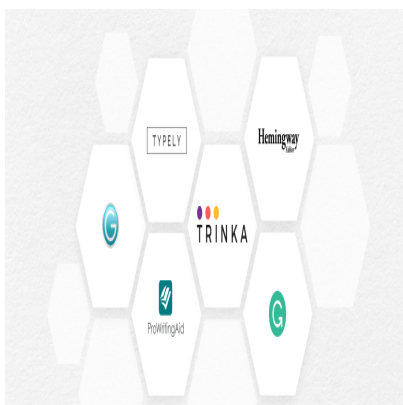 TYPELY
Hemingway
Editor
G
TRINKA
ProWritingAid
G